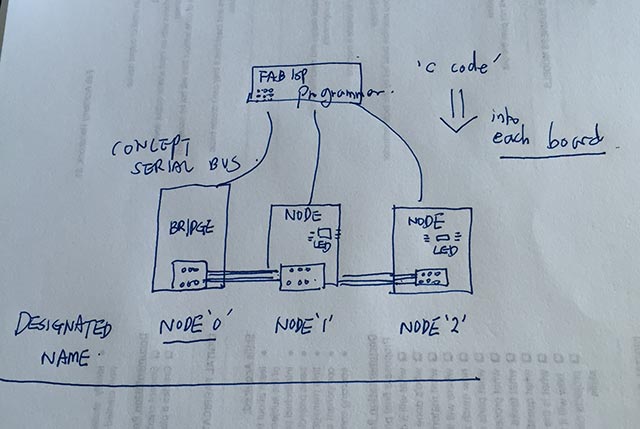 FAB ISP
Programmer.
'C code'
into
each board
CONCEPT
SERIAL BUS.
BRIDGE
NODE
LED
NODE
LED
DESIGNATED
NAME.
NODE '0'
NODE '1'
NODE '2'